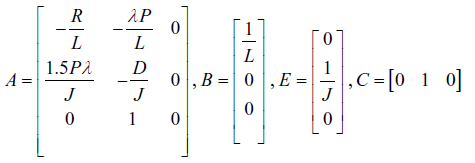 A = [ -R/L -λP/L 0 ; 1.5Pλ/J -D/J 0 ; 0 1 0 ], B = [ 1/L ; 0 ; 0 ], E = [ 0 ; 1/J ; 0 ], C = [0 1 0]